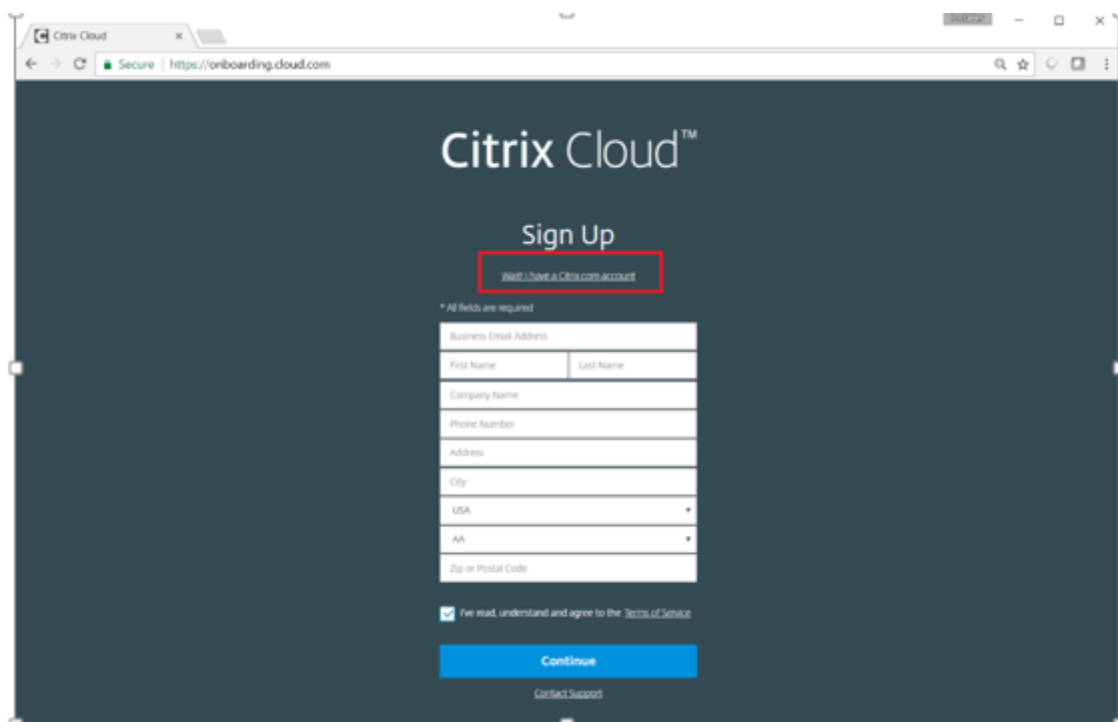 Citrix Cloud
Secure https://onboarding.cloud.com
Citrix Cloud™
Sign Up
Wait! I have a Citrix.com account
* All fields are required
Business Email Address
First Name Last Name
Company Name
Phone Number
Address
City
USA
AA
Zip or Postal Code
I've read, understand and agree to the Terms of Service
Continue
Contact Support